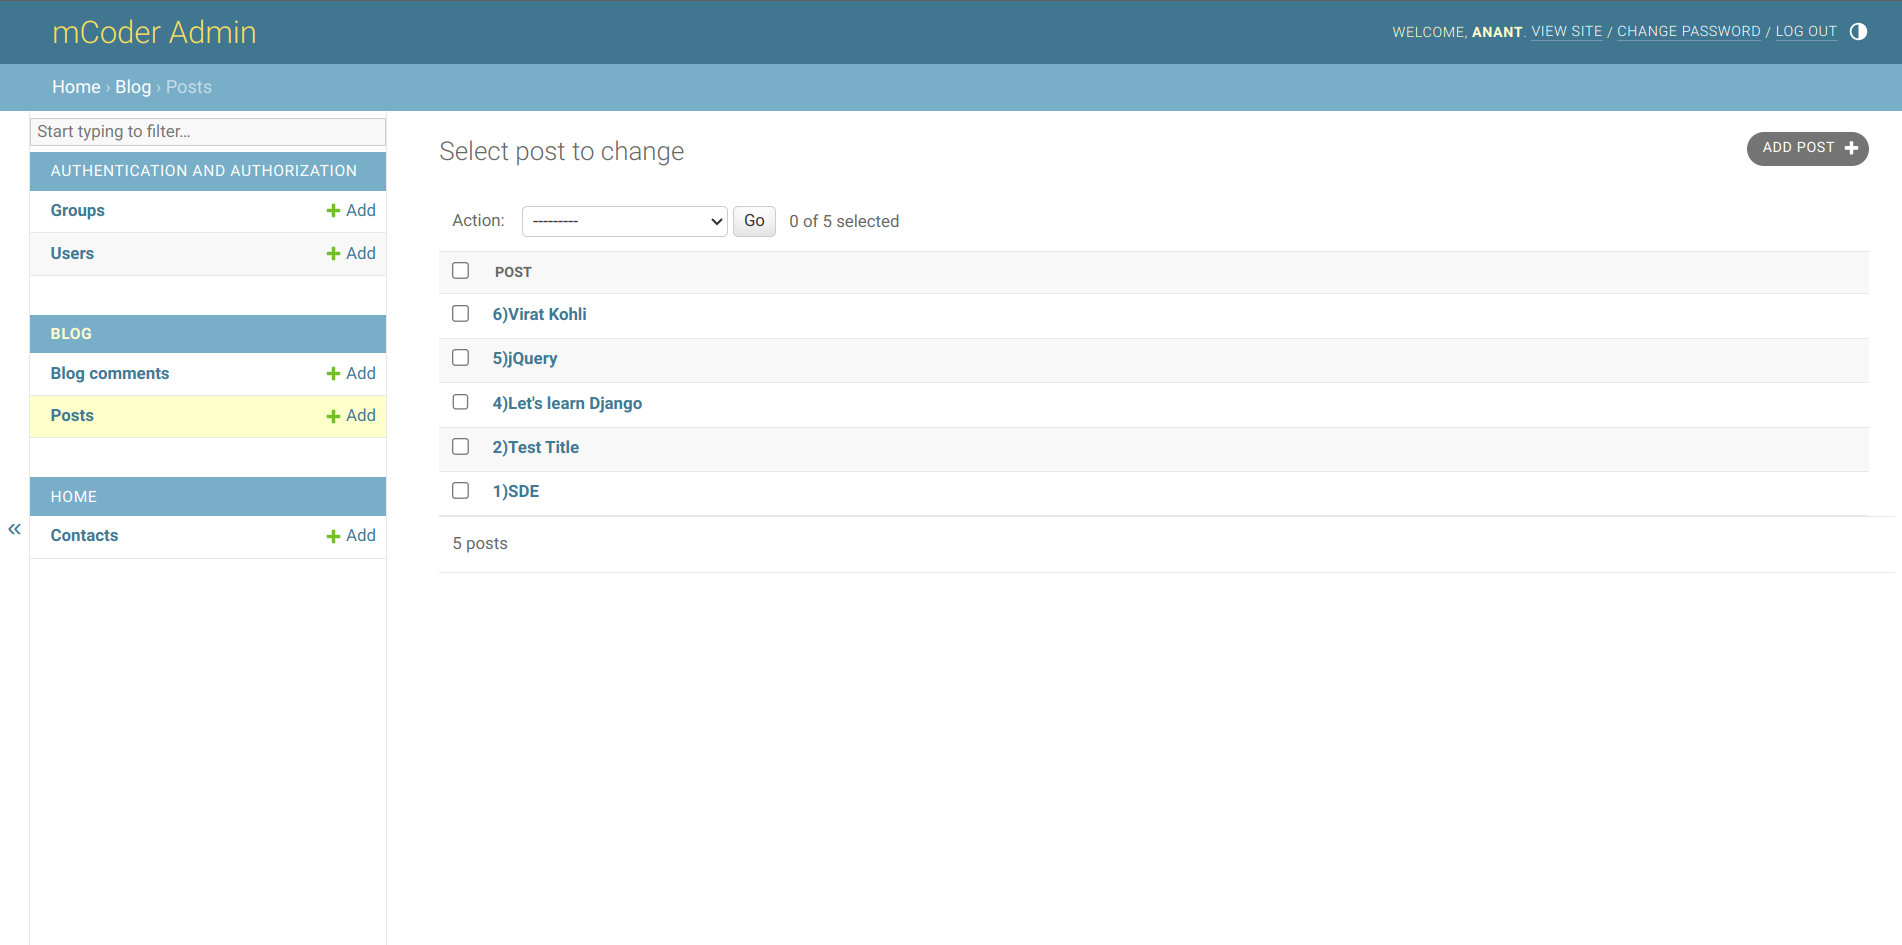 mCoder Admin
WELCOME, ANANT. VIEW SITE / CHANGE PASSWORD / LOG OUT
Home › Blog › Posts
Start typing to filter...
AUTHENTICATION AND AUTHORIZATION
Groups + Add
Users + Add
BLOG
Blog comments + Add
Posts + Add
HOME
Contacts + Add
«
Select post to change
ADD POST +
Action: --------- Go 0 of 5 selected
POST
6)Virat Kohli
5)jQuery
4)Let's learn Django
2)Test Title
1)SDE
5 posts